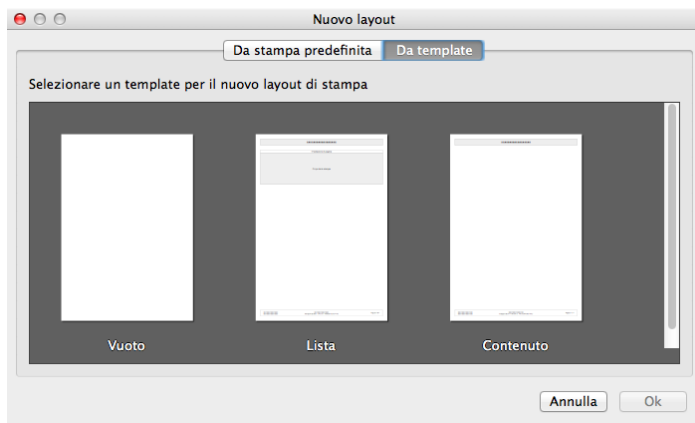 Nuovo layout
Da stampa predefinita Da template
Selezionare un template per il nuovo layout di stampa
Vuoto Lista Contenuto
Annulla Ok